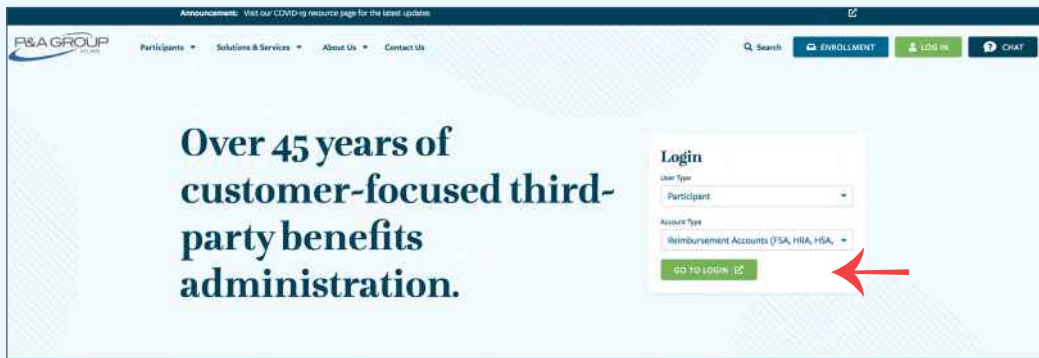 Announcement: Visit our COVID-19 resource page for the latest updates
P&A GROUP
Participants
Solutions & Services
About Us
Contact Us
Search
ENROLLMENT
LOG IN
CHAT
Over 45 years of
customer-focused third-
party benefits
administration.
Login
User Type
Participant
Account Type
Reimbursement Accounts (FSA, HRA, HSA,
GO TO LOGIN